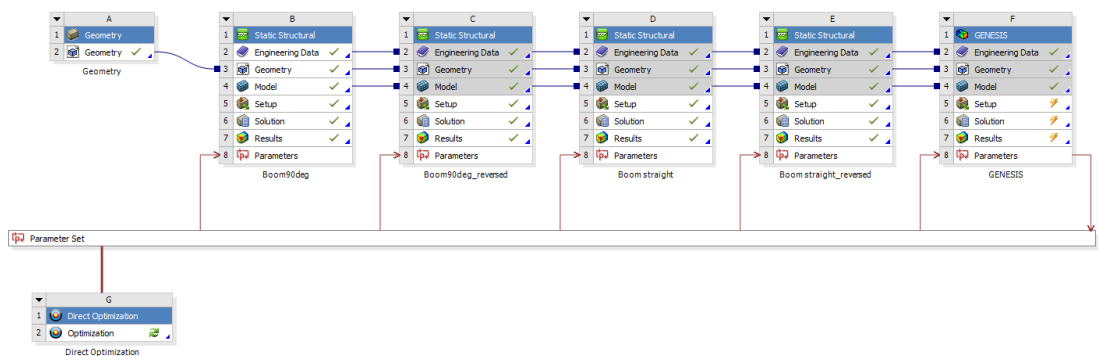 A
1 Geometry
2 Geometry
Geometry
B
1 Static Structural
2 Engineering Data
3 Geometry
4 Model
5 Setup
6 Solution
7 Results
8 Parameters
Boom90deg
C
1 Static Structural
2 Engineering Data
3 Geometry
4 Model
5 Setup
6 Solution
7 Results
8 Parameters
Boom90deg_reversed
D
1 Static Structural
2 Engineering Data
3 Geometry
4 Model
5 Setup
6 Solution
7 Results
8 Parameters
Boom straight
E
1 Static Structural
2 Engineering Data
3 Geometry
4 Model
5 Setup
6 Solution
7 Results
8 Parameters
Boom straight_reversed
F
1 GENESIS
2 Engineering Data
3 Geometry
4 Model
5 Setup
6 Solution
7 Results
8 Parameters
GENESIS
Parameter Set
G
1 Direct Optimization
2 Optimization
Direct Optimization